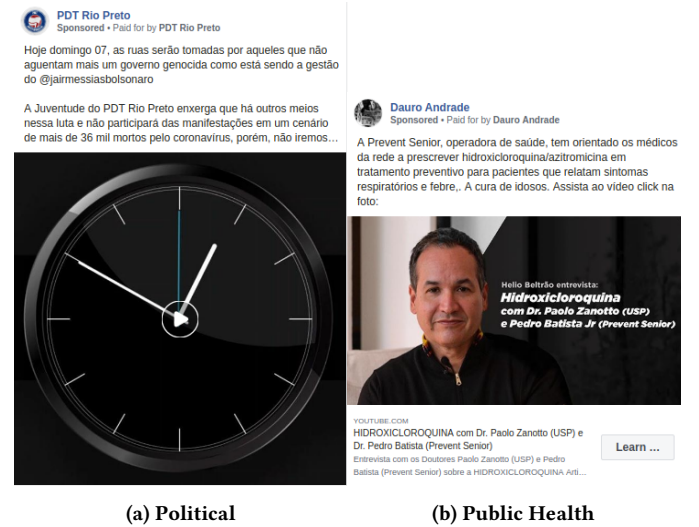 PDT Rio Preto
Sponsored • Paid for by PDT Rio Preto
Hoje domingo 07, as ruas serão tomadas por aqueles que não
aguentam mais um governo genocida como está sendo a gestão
do @jairmessiasbolsonaro
A Juventude do PDT Rio Preto enxerga que há outros meios
nessa luta e não participará das manifestações em um cenário
de mais de 36 mil mortos pelo coronavírus, porém, não iremos...
(a) Political
Dauro Andrade
Sponsored • Paid for by Dauro Andrade
A Prevent Senior, operadora de saúde, tem orientado os médicos
da rede a prescrever hidroxicloroquina/azitromicina em
tratamento preventivo para pacientes que relatam sintomas
respiratórios e febre,. A cura de idosos. Assista ao vídeo click na
foto:
Helio Beltrão entrevista:
Hidroxicloroquina
com Dr. Paolo Zanotto (USP)
e Pedro Batista Jr (Prevent Senior)
YOUTUBE.COM
HIDROXICLOROQUINA com Dr. Paolo Zanotto (USP) e
Dr. Pedro Batista (Prevent Senior)
Entrevista com os Doutores Paolo Zanotto (USP) e Pedro
Batista (Prevent Senior) sobre a HIDROXICLOROQUINA Arti...
Learn ...
(b) Public Health